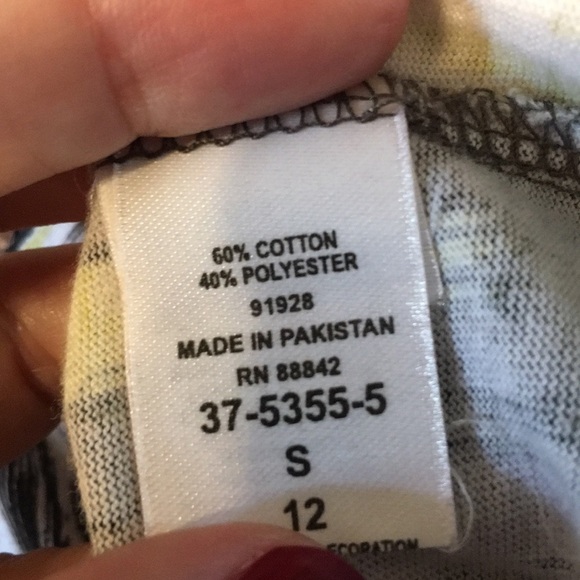 60% COTTON
40% POLYESTER
91928
MADE IN PAKISTAN
RN 88842
37-5355-5
S
12